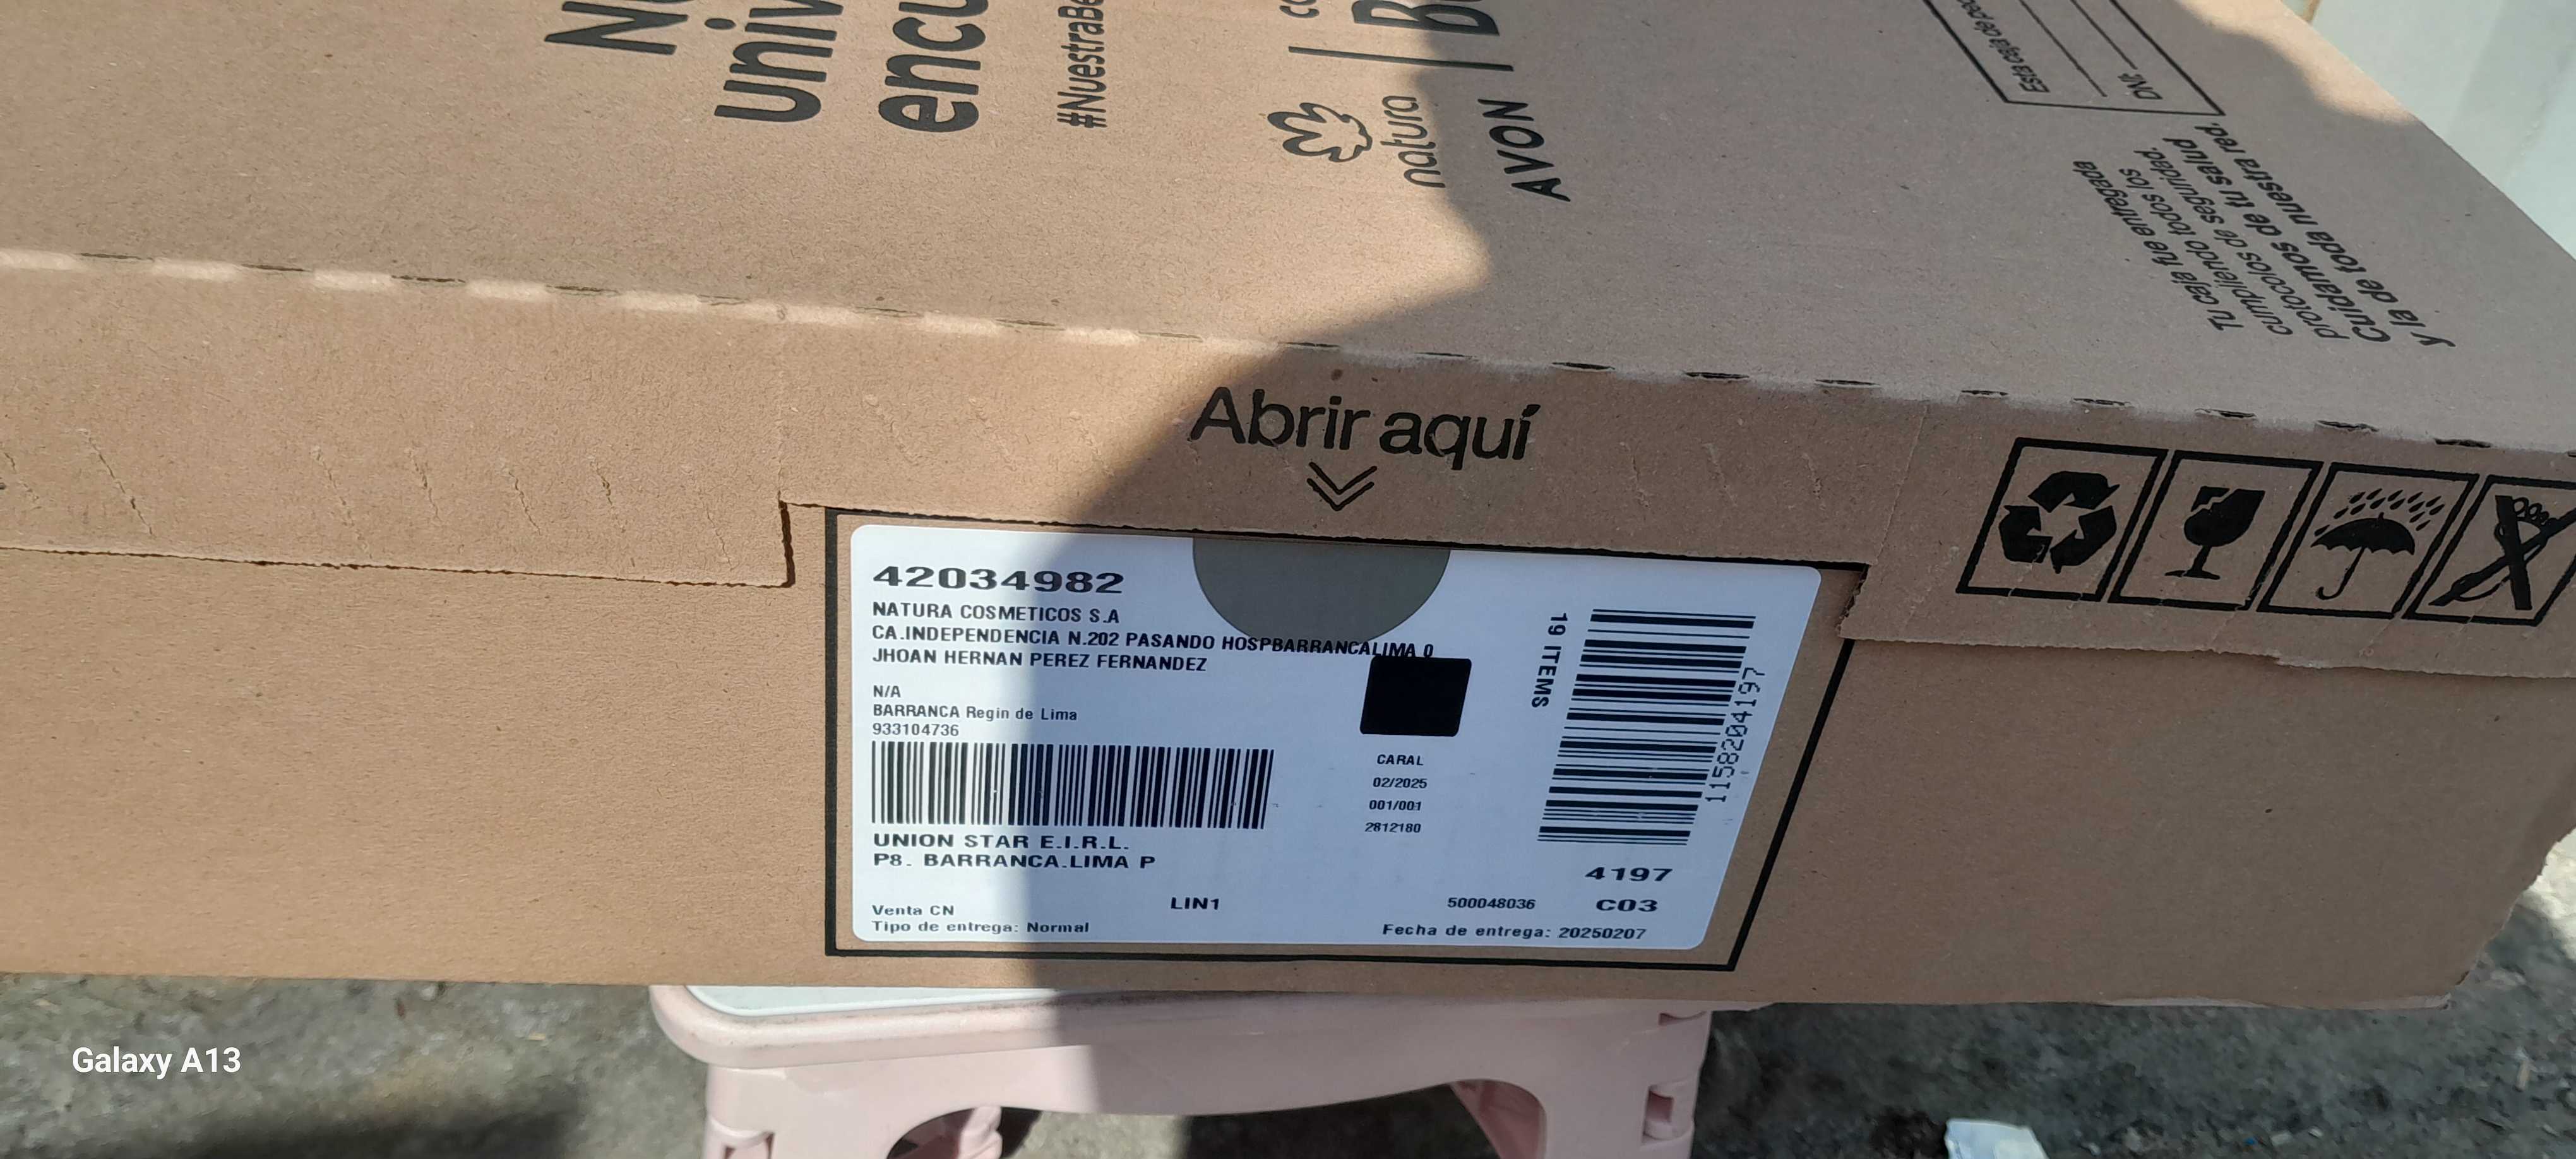 univ
encu
#NuestraBe
natura
AVON
Esta caja de
DNI:
Tu caja fue entregada
cumpliendo todos los
protocolos de seguridad.
Cuidamos de tu salud
y la de toda nuestra red.
Abrir aquí
42034982
NATURA COSMETICOS S.A
CA.INDEPENDENCIA N.202 PASANDO HOSPBARRANCALIMA 0
JHOAN HERNAN PEREZ FERNANDEZ
N/A
BARRANCA Regin de Lima
933104736
UNION STAR E.I.R.L.
P8. BARRANCA.LIMA P
Venta CN
Tipo de entrega: Normal
LIN1
CARAL
02/2025
001/001
2812180
500048036
19 ITEMS
1158204197
4197
C03
Fecha de entrega: 20250207
Galaxy A13